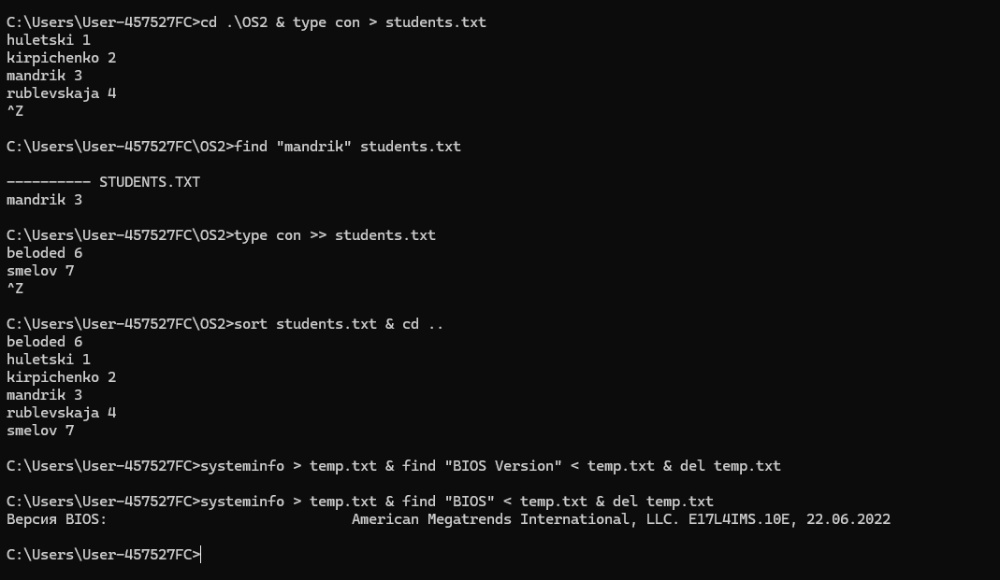 C:\Users\User-457527FC>cd .\OS2 & type con > students.txt
huletski 1
kirpichenko 2
mandrik 3
rublevskaja 4
^Z
C:\Users\User-457527FC\OS2>find "mandrik" students.txt
---------- STUDENTS.TXT
mandrik 3
C:\Users\User-457527FC\OS2>type con >> students.txt
beloded 6
smelov 7
^Z
C:\Users\User-457527FC\OS2>sort students.txt & cd ..
beloded 6
huletski 1
kirpichenko 2
mandrik 3
rublevskaja 4
smelov 7
C:\Users\User-457527FC>systeminfo > temp.txt & find "BIOS Version" < temp.txt & del temp.txt
C:\Users\User-457527FC>systeminfo > temp.txt & find "BIOS" < temp.txt & del temp.txt
Версия BIOS:                             American Megatrends International, LLC. E17L4IMS.10E, 22.06.2022
C:\Users\User-457527FC>